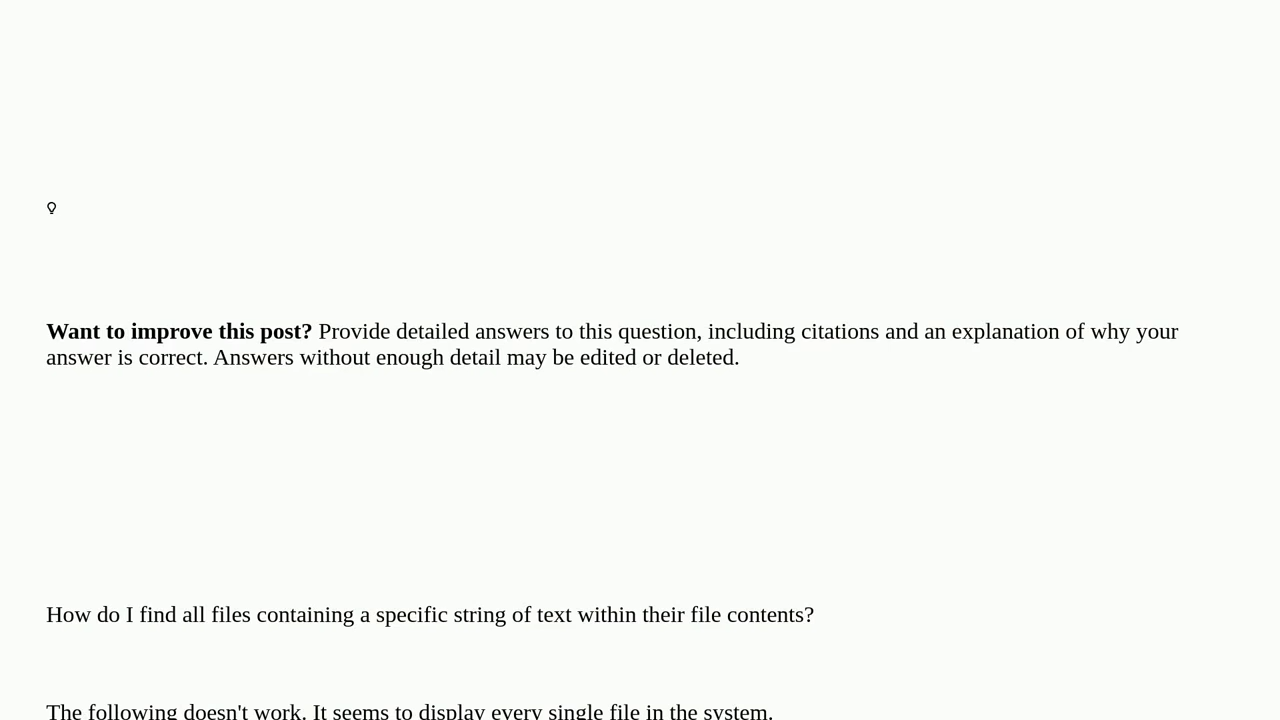 Want to improve this post? Provide detailed answers to this question, including citations and an explanation of why your
answer is correct. Answers without enough detail may be edited or deleted.
How do I find all files containing a specific string of text within their file contents?
The following doesn't work. It seems to display every single file in the system.